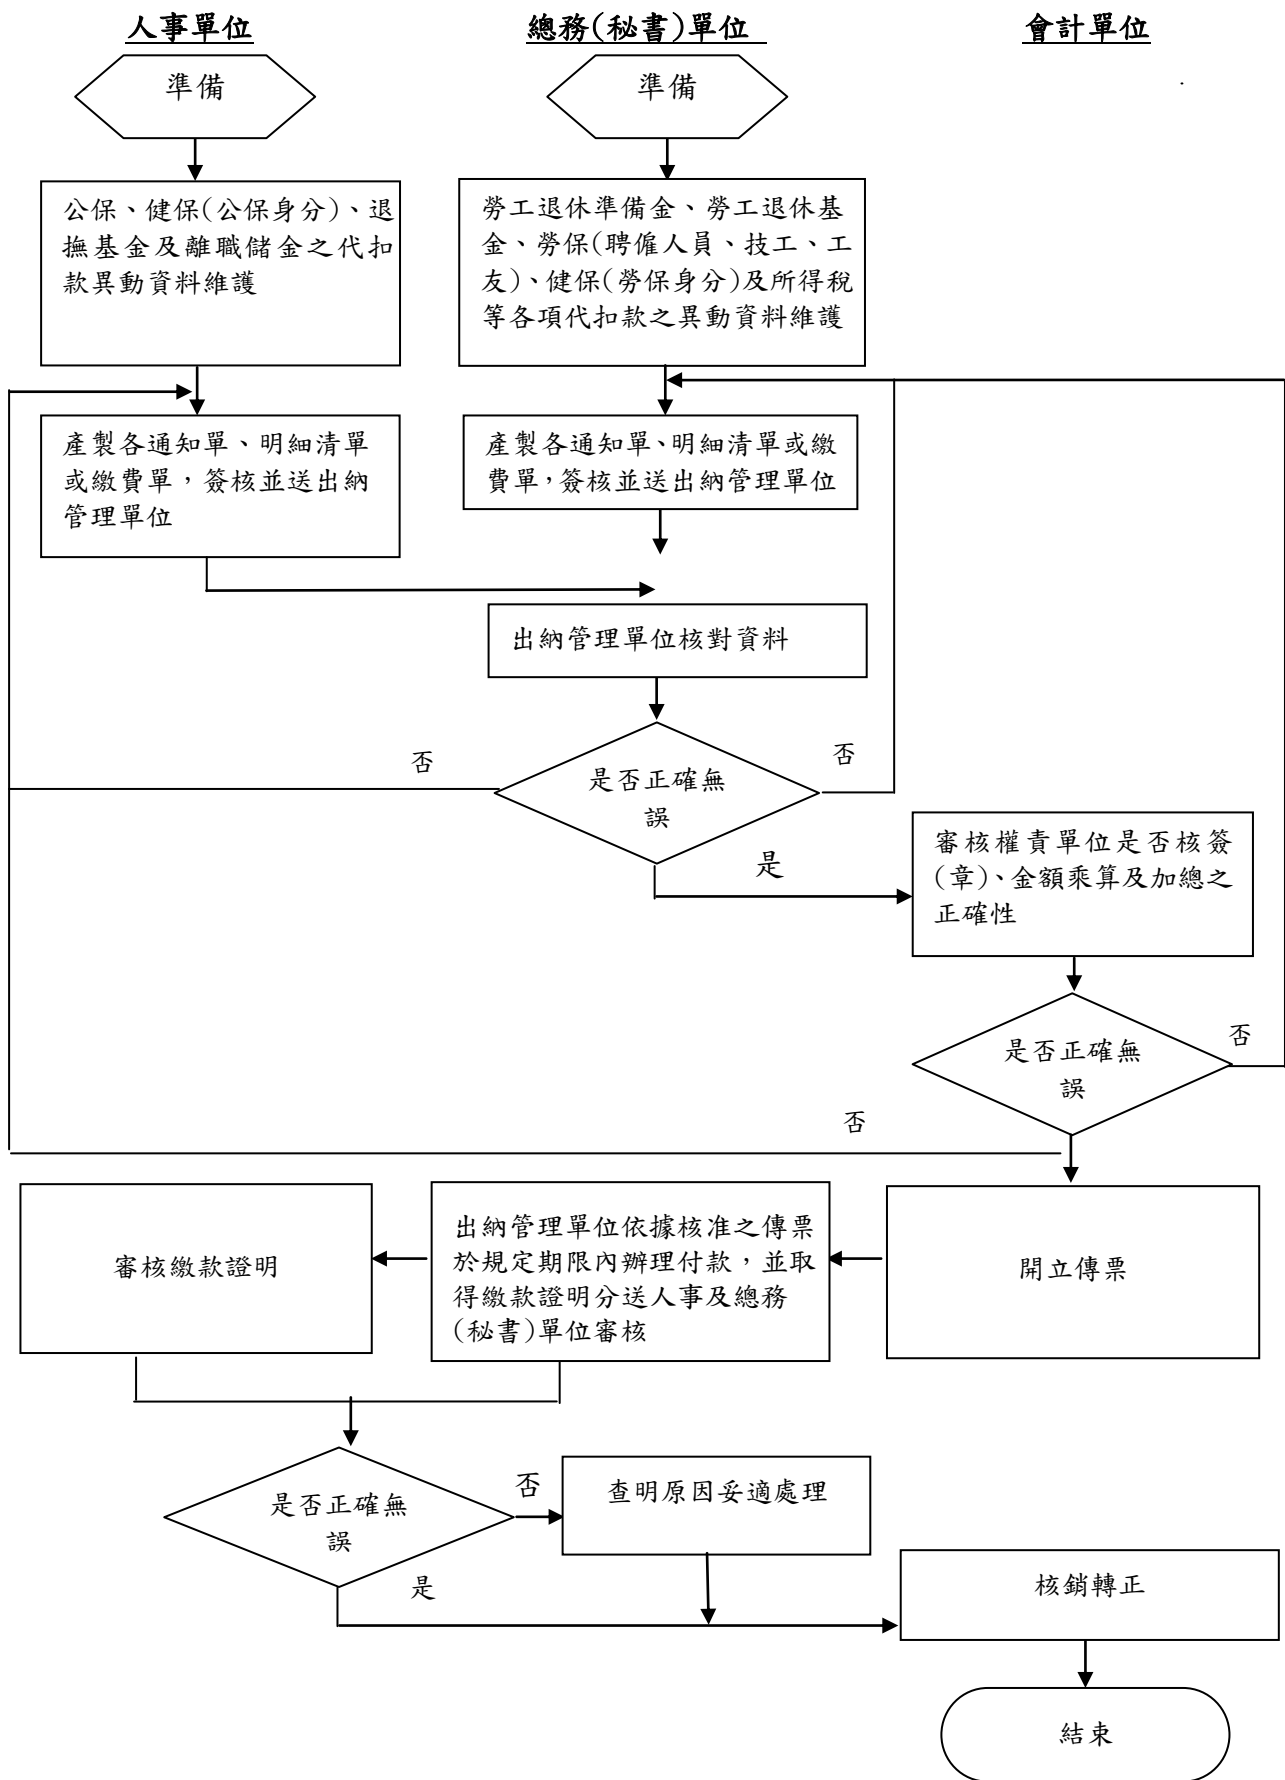 人事單位
總務(秘書)單位
會計單位
準備
準備
公保、健保(公保身分)、退
撫基金及離職儲金之代扣
款異動資料維護
勞工退休準備金、勞工退休基
金、勞保(聘僱人員、技工、工
友)、健保(勞保身分)及所得稅
等各項代扣款之異動資料維護
產製各通知單、明細清單
或繳費單，簽核並送出納
管理單位
產製各通知單、明細清單或繳
費單，簽核並送出納管理單位
出納管理單位核對資料
否
是否正確無
誤
否
是
審核權責單位是否核簽
(章)、金額乘算及加總之
正確性
是否正確無
誤
否
否
審核繳款證明
出納管理單位依據核准之傳票
於規定期限內辦理付款，並取
得繳款證明分送人事及總務
(秘書)單位審核
開立傳票
是否正確無
誤
否
查明原因妥適處理
是
核銷轉正
結束